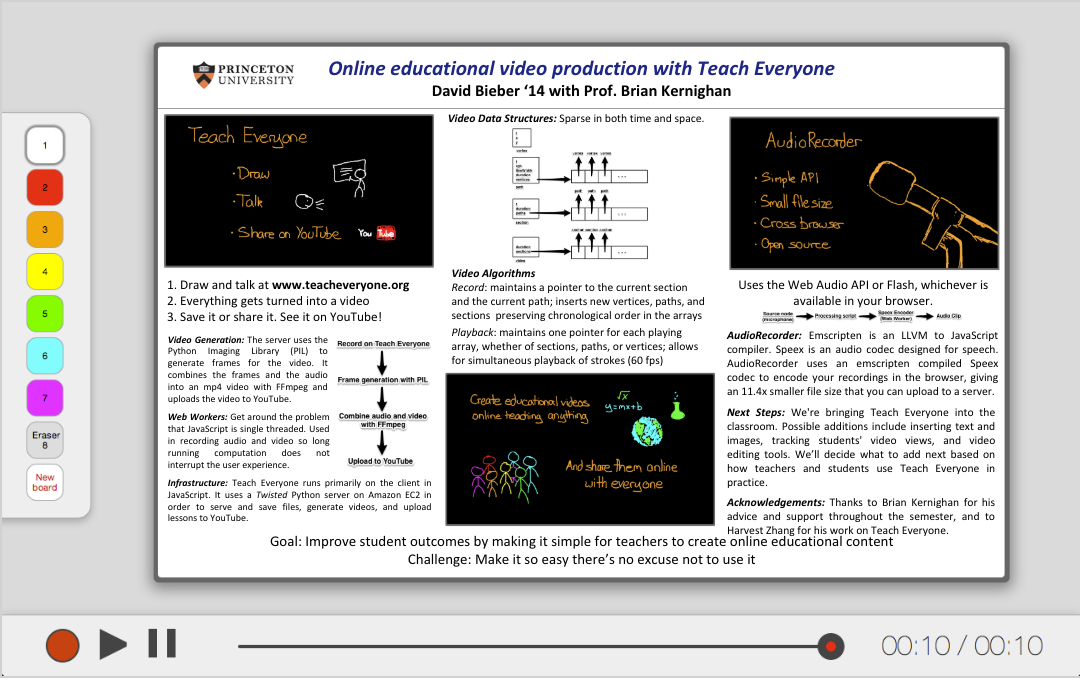 1
2
3
4
5
6
7
Eraser
8
New
board
PRINCETON
UNIVERSITY
Online educational video production with Teach Everyone
David Bieber ‘14 with Prof. Brian Kernighan
Teach Everyone
· Draw
· Talk
· Share on YouTube You Tube
1. Draw and talk at www.teacheveryone.org
2. Everything gets turned into a video
3. Save it or share it. See it on YouTube!
Video Generation: The server uses the
Python Imaging Library (PIL) to
generate frames for the video. It
combines the frames and the audio
into an mp4 video with FFmpeg and
uploads the video to YouTube.
Web Workers: Get around the problem
that JavaScript is single threaded. Used
in recording audio and video so long
running computation does not
interrupt the user experience.
Record on Teach Everyone
Frame generation with PIL
Combine audio and video
with FFmpeg
Upload to YouTube
Infrastructure: Teach Everyone runs primarily on the client in
JavaScript. It uses a Twisted Python server on Amazon EC2 in
order to serve and save files, generate videos, and upload
lessons to YouTube.
Video Data Structures: Sparse in both time and space.
vertex
vertex vertex vertex
duration
vertices
path
path path path
duration
paths
section
section section section
duration
sections
video
Video Algorithms
Record: maintains a pointer to the current section
and the current path; inserts new vertices, paths, and
sections preserving chronological order in the arrays
Playback: maintains one pointer for each playing
array, whether of sections, paths, or vertices; allows
for simultaneous playback of strokes (60 fps)
Create educational videos
online teaching anything
√x
y=mx+b
And share them online
with everyone
AudioRecorder
· Simple API
· Small file size
· Cross browser
· Open source
Uses the Web Audio API or Flash, whichever is
available in your browser.
Source node
(microphone)
Processing script
Speex Encoder
(Web Worker)
Audio Clip
AudioRecorder: Emscripten is an LLVM to JavaScript
compiler. Speex is an audio codec designed for speech.
AudioRecorder uses an emscripten compiled Speex
codec to encode your recordings in the browser, giving
an 11.4x smaller file size that you can upload to a server.
Next Steps: We're bringing Teach Everyone into the
classroom. Possible additions include inserting text and
images, tracking students' video views, and video
editing tools. We’ll decide what to add next based on
how teachers and students use Teach Everyone in
practice.
Acknowledgements: Thanks to Brian Kernighan for his
advice and support throughout the semester, and to
Harvest Zhang for his work on Teach Everyone.
Goal: Improve student outcomes by making it simple for teachers to create online educational content
Challenge: Make it so easy there’s no excuse not to use it
00:10 / 00:10